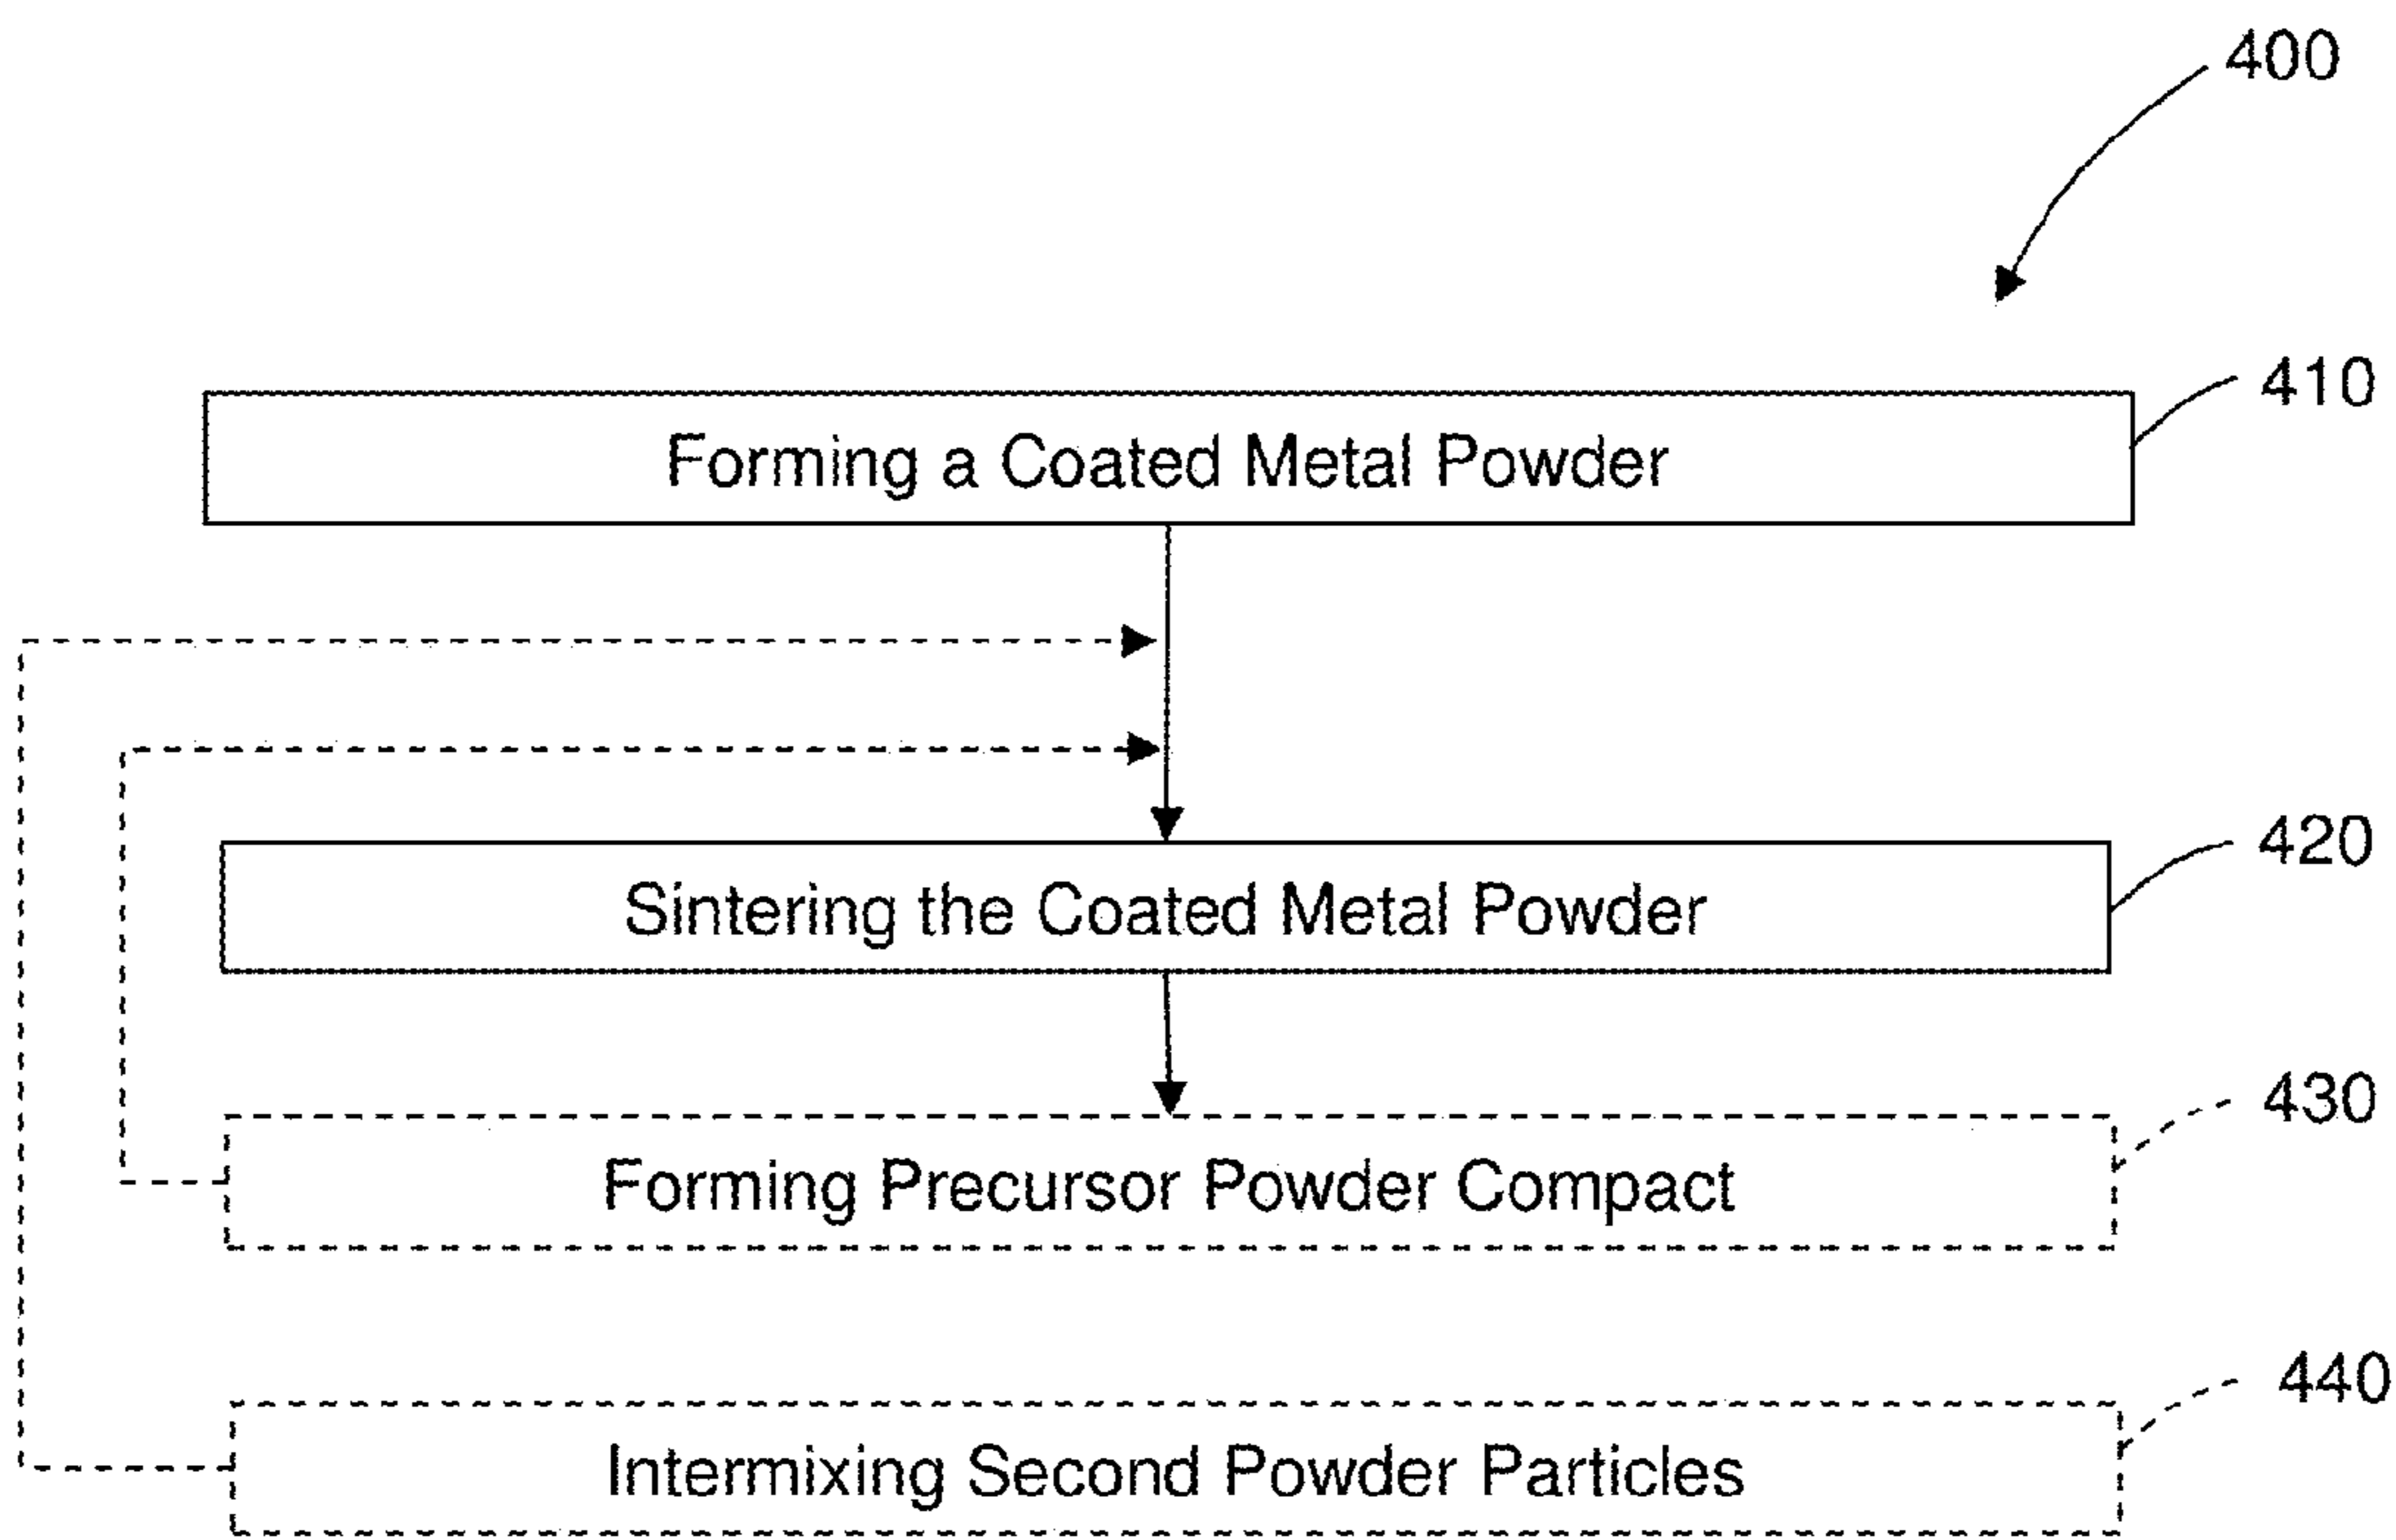 400
410
Forming a Coated Metal Powder
420
Sintering the Coated Metal Powder
430
Forming Precursor Powder Compact
440
Intermixing Second Powder Particles